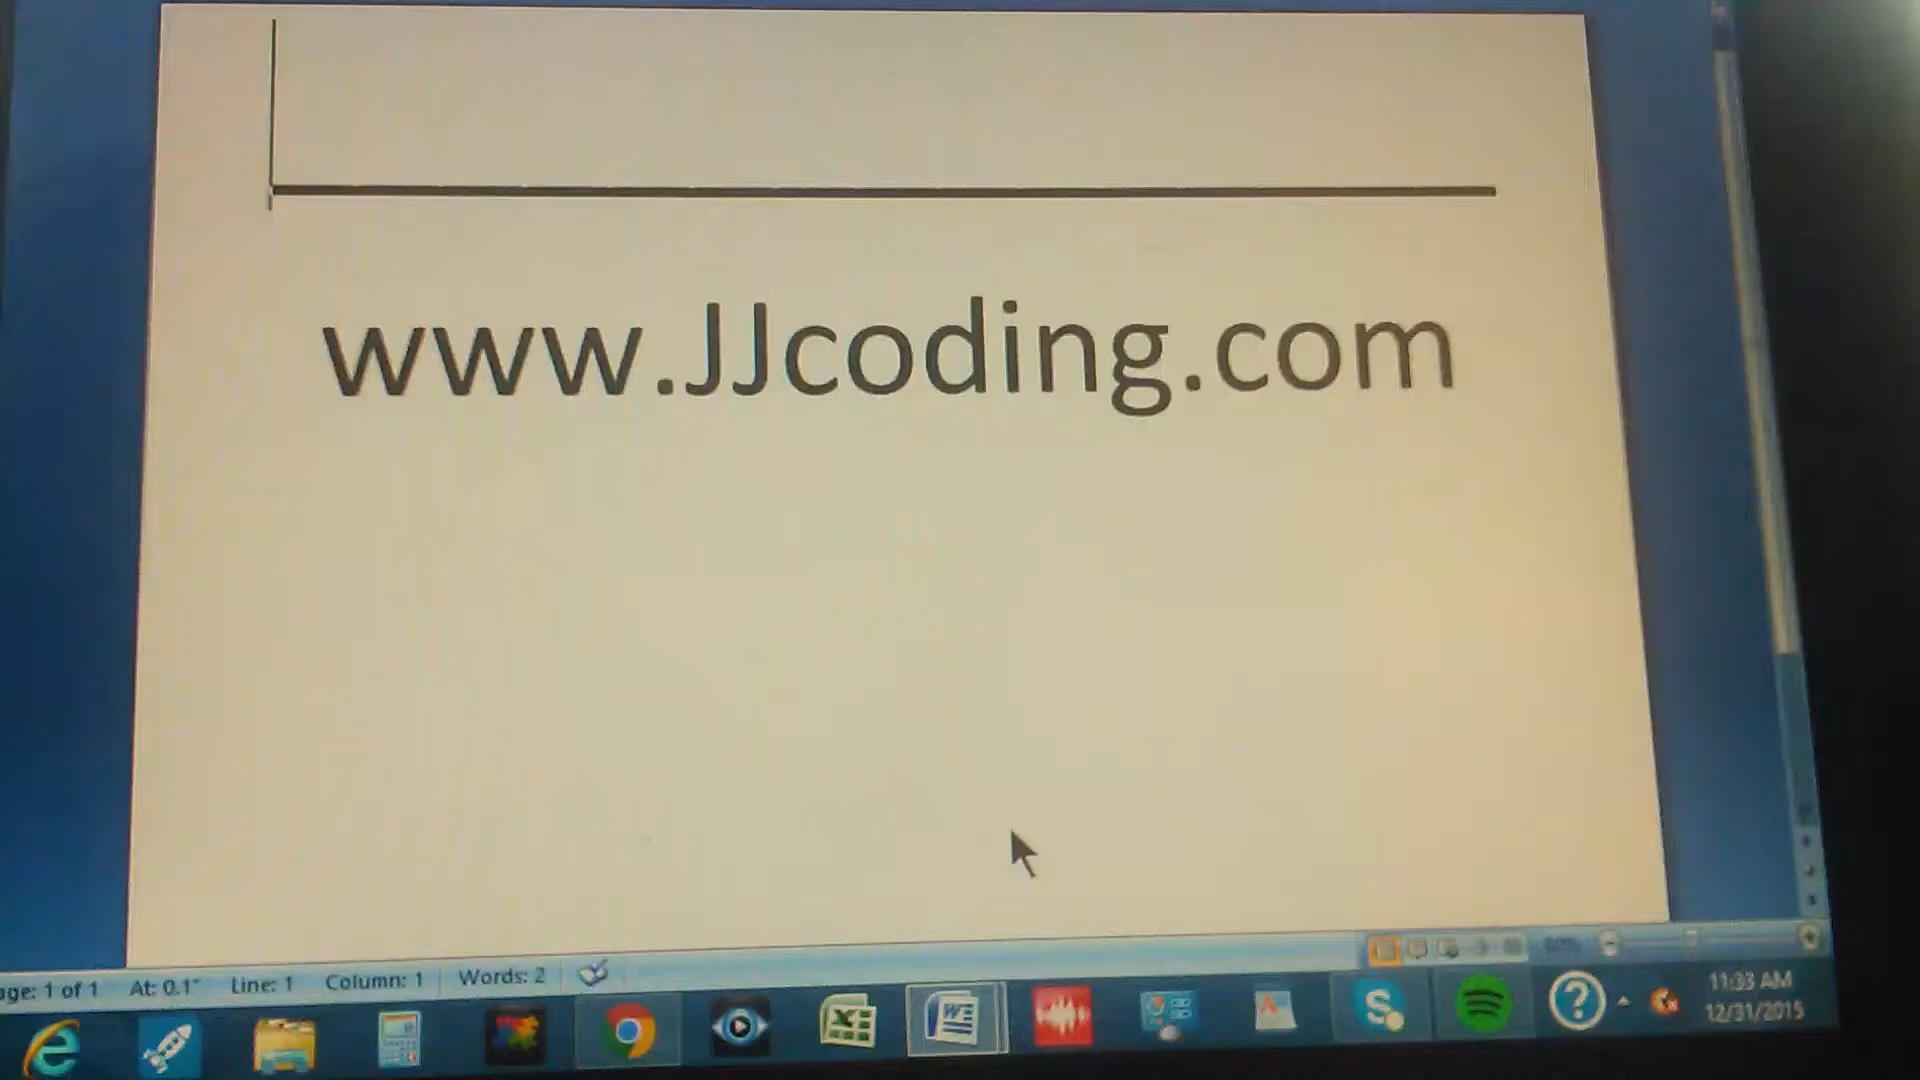 www.JJcoding.com
age: 1 of 1 At: 0.1" Line: 1 Column: 1 Words: 2
11:33 AM
12/31/2015